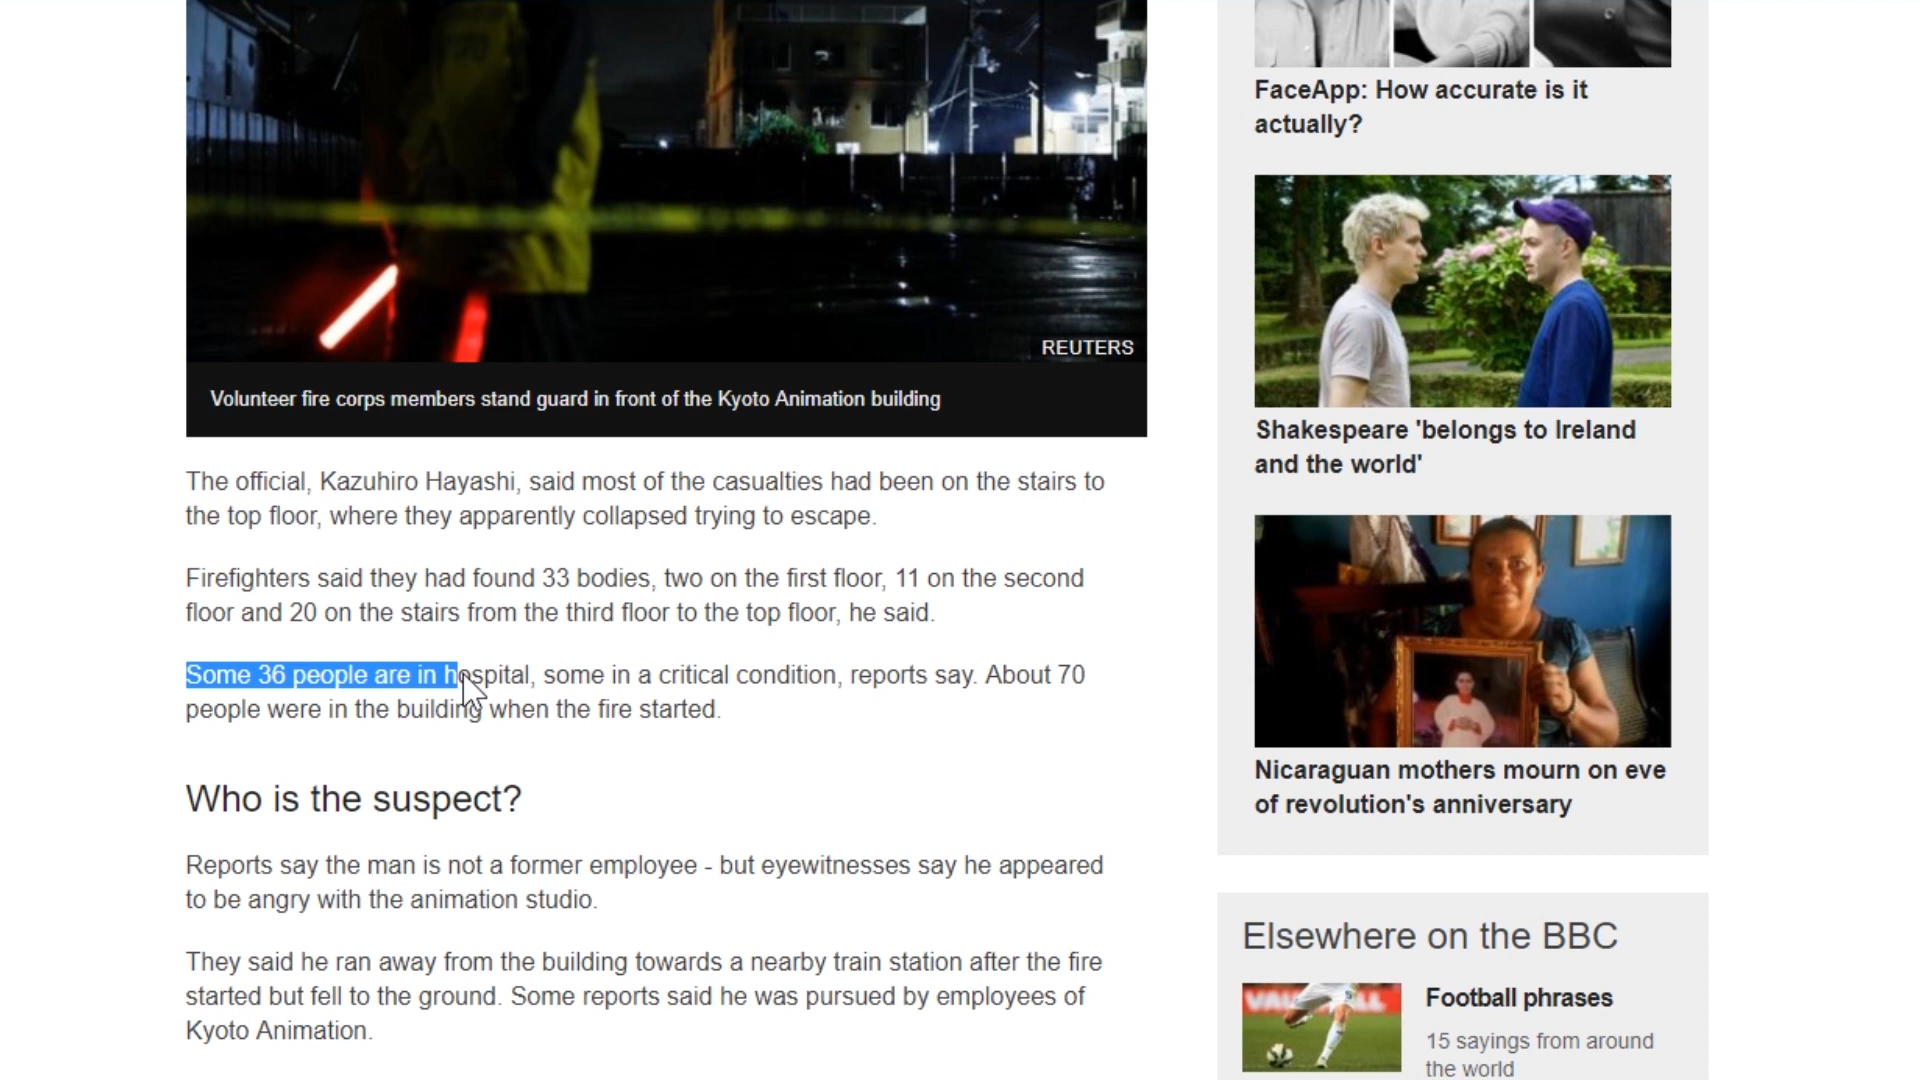 REUTERS
Volunteer fire corps members stand guard in front of the Kyoto Animation building
The official, Kazuhiro Hayashi, said most of the casualties had been on the stairs to
the top floor, where they apparently collapsed trying to escape.
Firefighters said they had found 33 bodies, two on the first floor, 11 on the second
floor and 20 on the stairs from the third floor to the top floor, he said.
Some 36 people are in hospital, some in a critical condition, reports say. About 70
people were in the building when the fire started.
Who is the suspect?
Reports say the man is not a former employee - but eyewitnesses say he appeared
to be angry with the animation studio.
They said he ran away from the building towards a nearby train station after the fire
started but fell to the ground. Some reports said he was pursued by employees of
Kyoto Animation.
FaceApp: How accurate is it
actually?
Shakespeare 'belongs to Ireland
and the world'
Nicaraguan mothers mourn on eve
of revolution's anniversary
Elsewhere on the BBC
Football phrases
15 sayings from around
the world